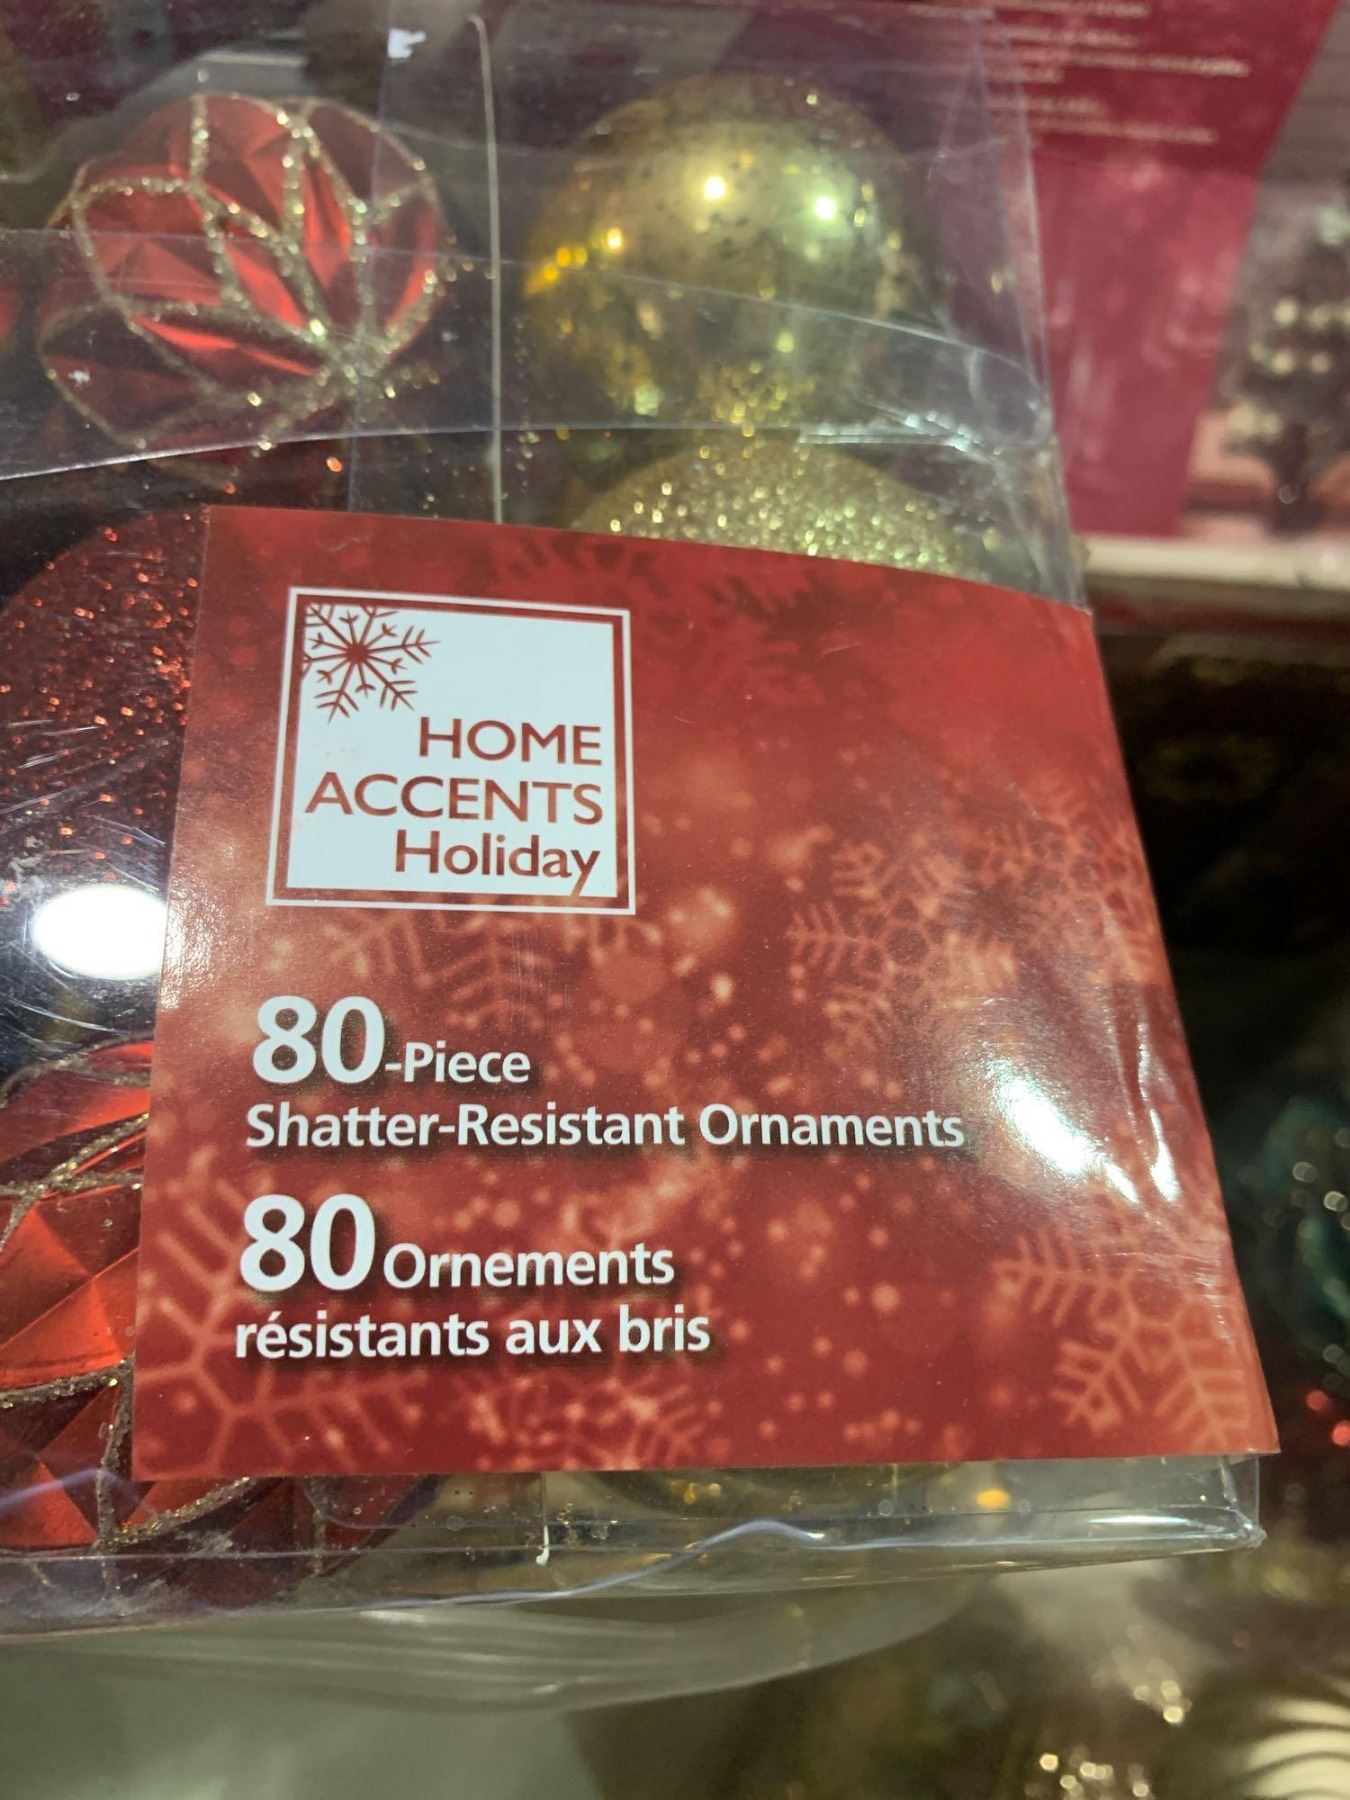 HOME
ACCENTS
Holiday
80-Piece
Shatter-Resistant Ornaments
80 Ornements
résistants aux bris